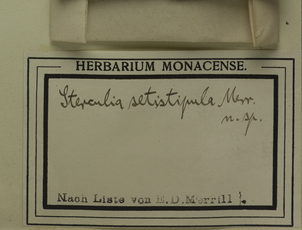 HERBARIUM MONACENSE.
Sterculia setistipula Merr.
n. sp.
Nach Liste von E.D.Merrill